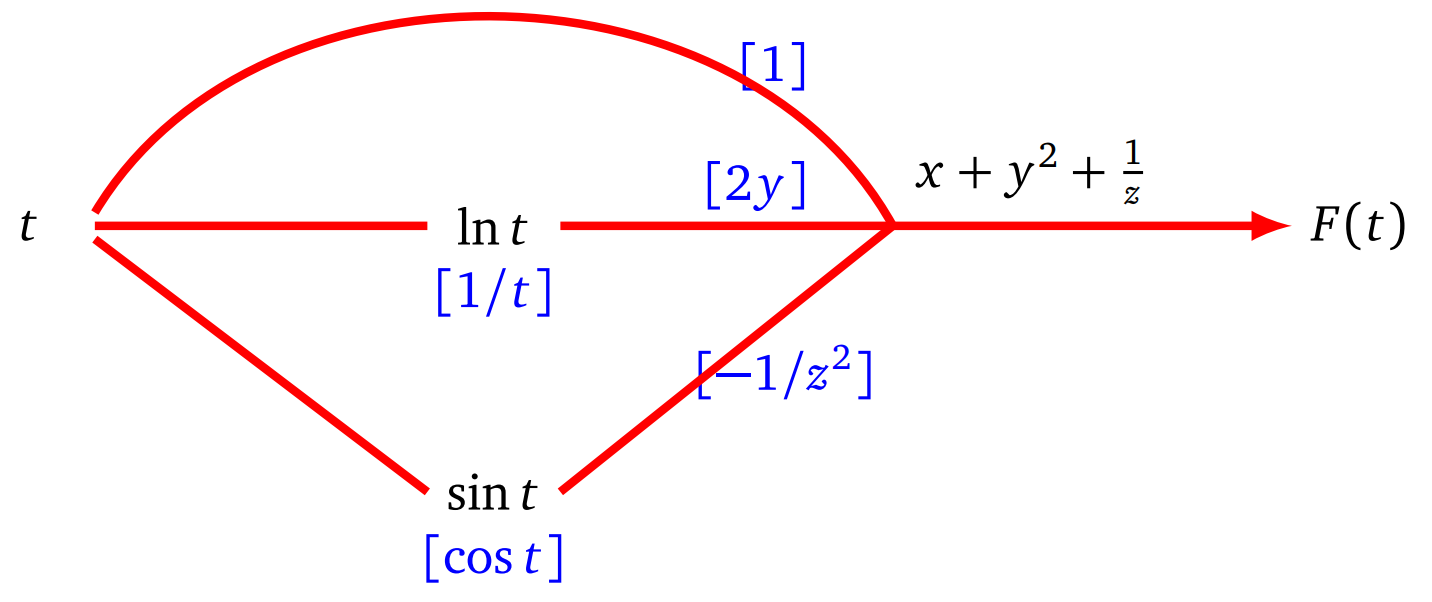 [1]
[2y]
x + y² + 1/z
t
ln t
F(t)
[1/t]
[−1/z²]
sin t
[cos t]